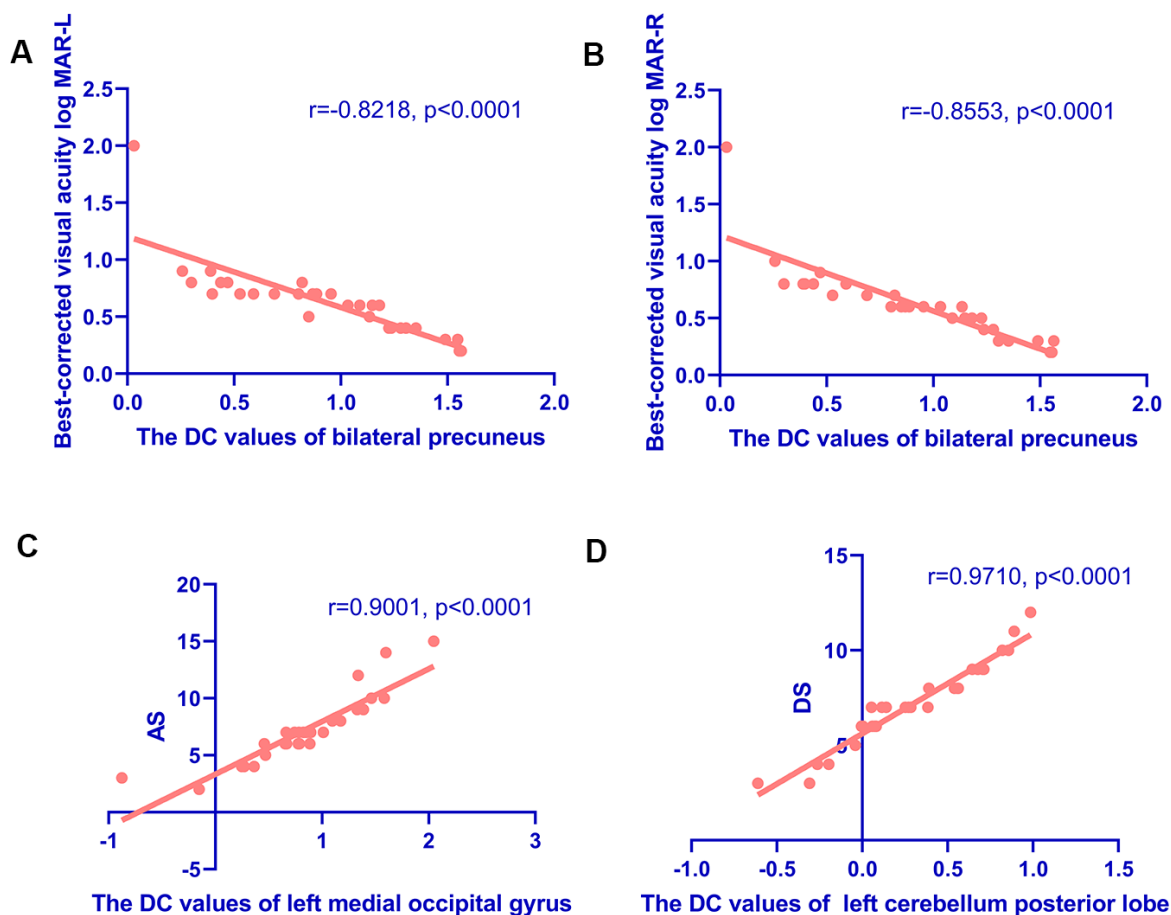 A
Best-corrected visual acuity log MAR-L
r=-0.8218, p<0.0001
2.5
2.0
1.5
1.0
0.5
0.0
0.0 0.5 1.0 1.5 2.0
The DC values of bilateral precuneus
B
Best-corrected visual acuity log MAR-R
r=-0.8553, p<0.0001
2.5
2.0
1.5
1.0
0.5
0.0
0.0 0.5 1.0 1.5 2.0
The DC values of bilateral precuneus
C
AS
r=0.9001, p<0.0001
20
15
10
5
-5
-1 1 2 3
The DC values of left medial occipital gyrus
D
DS
r=0.9710, p<0.0001
15
10
5
-1.0 -0.5 0.0 0.5 1.0 1.5
The DC values of left cerebellum posterior lobe